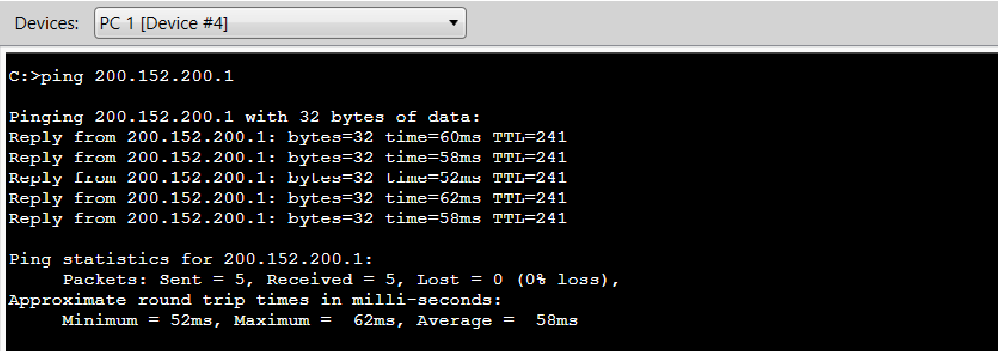 Devices: PC 1 [Device #4]
C:>ping 200.152.200.1
Pinging 200.152.200.1 with 32 bytes of data:
Reply from 200.152.200.1: bytes=32 time=60ms TTL=241
Reply from 200.152.200.1: bytes=32 time=58ms TTL=241
Reply from 200.152.200.1: bytes=32 time=52ms TTL=241
Reply from 200.152.200.1: bytes=32 time=62ms TTL=241
Reply from 200.152.200.1: bytes=32 time=58ms TTL=241
Ping statistics for 200.152.200.1:
Packets: Sent = 5, Received = 5, Lost = 0 (0% loss),
Approximate round trip times in milli-seconds:
Minimum = 52ms, Maximum =  62ms, Average =  58ms